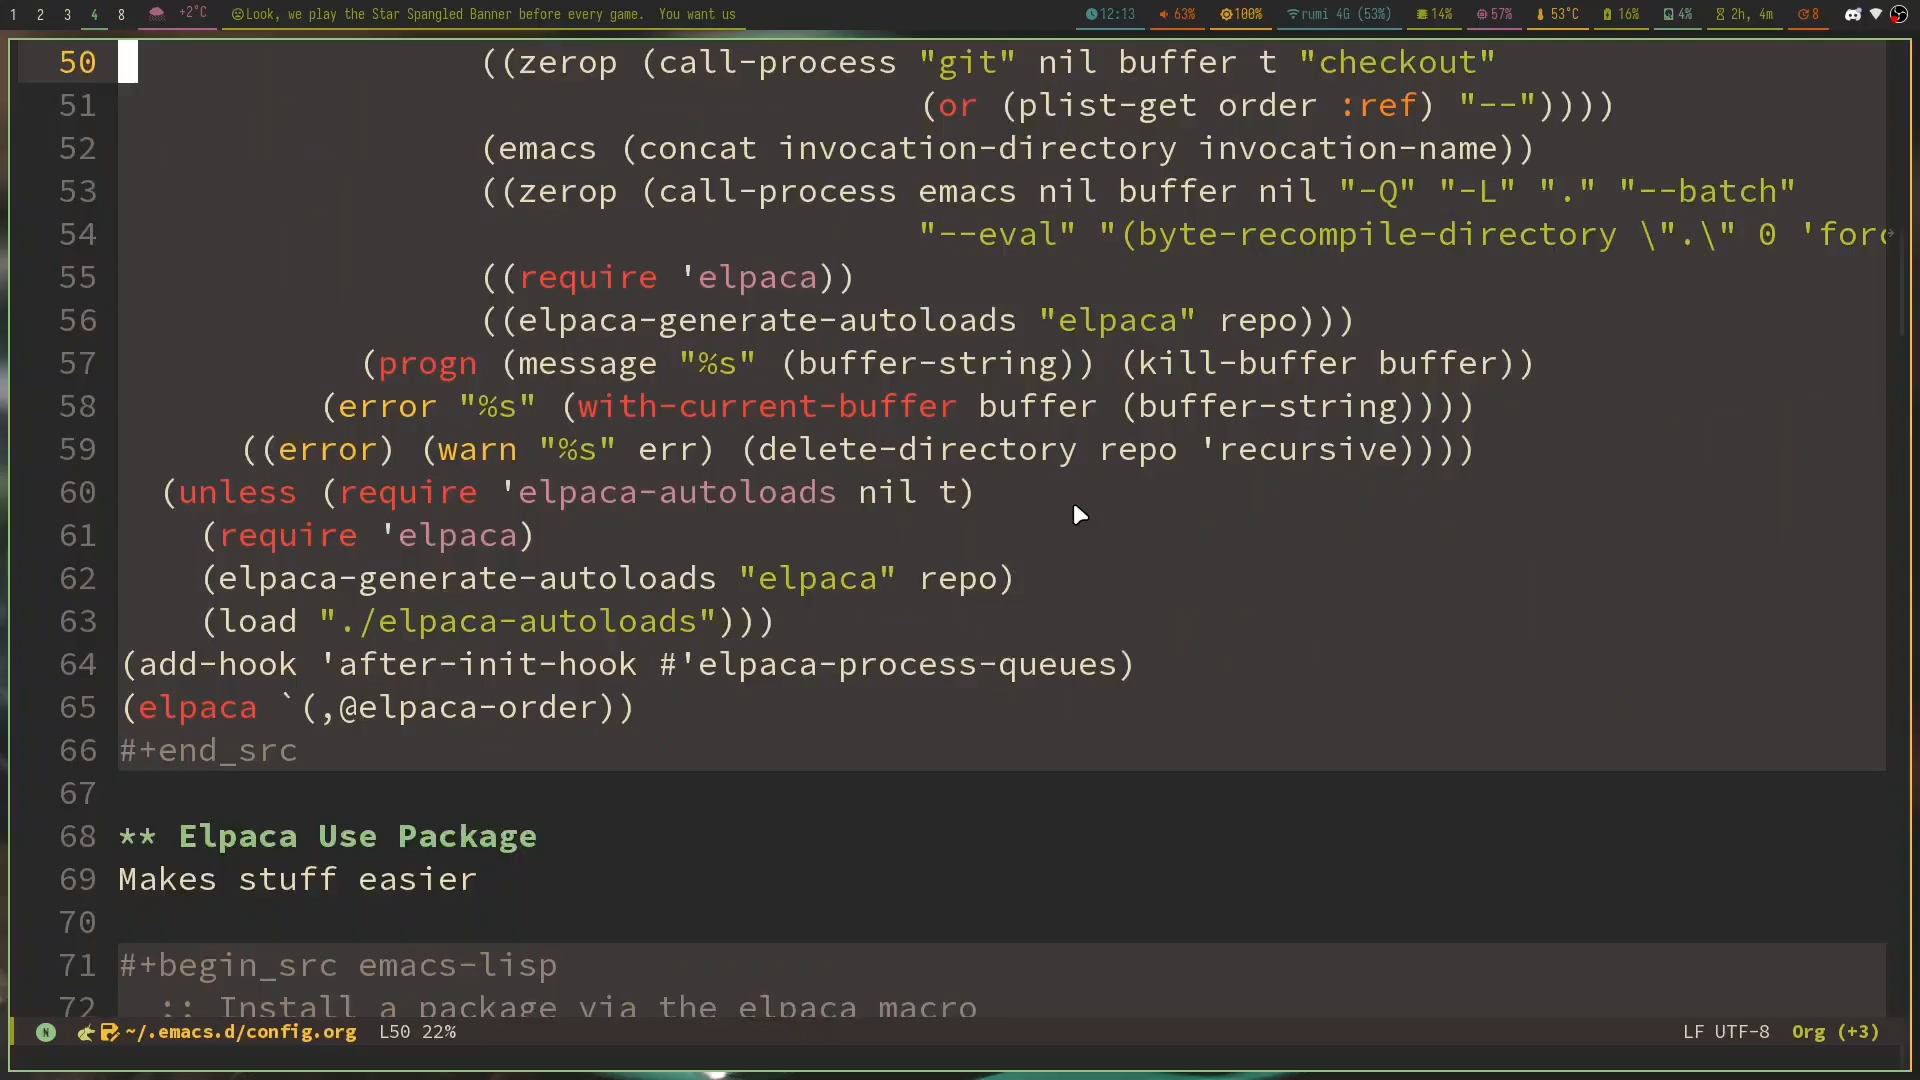 1 2 3 4 8 +2°C Look, we play the Star Spangled Banner before every game. You want us 12:13 63% 100% rumi 4G (53%) 14% 57% 53°C 16% 4% 2h, 4m 8
50 ((zerop (call-process "git" nil buffer t "checkout"
51 (or (plist-get order :ref) "--"))))
52 (emacs (concat invocation-directory invocation-name))
53 ((zerop (call-process emacs nil buffer nil "-Q" "-L" "." "--batch"
54 "--eval" "(byte-recompile-directory \".\" 0 'forc
55 ((require 'elpaca))
56 ((elpaca-generate-autoloads "elpaca" repo)))
57 (progn (message "%s" (buffer-string)) (kill-buffer buffer))
58 (error "%s" (with-current-buffer buffer (buffer-string))))
59 ((error) (warn "%s" err) (delete-directory repo 'recursive))))
60 (unless (require 'elpaca-autoloads nil t)
61 (require 'elpaca)
62 (elpaca-generate-autoloads "elpaca" repo)
63 (load "./elpaca-autoloads")))
64 (add-hook 'after-init-hook #'elpaca-process-queues)
65 (elpaca `(,@elpaca-order))
66 #+end_src
67
68 ** Elpaca Use Package
69 Makes stuff easier
70
71 #+begin_src emacs-lisp
72 ;; Install a package via the elpaca macro
N ~/.emacs.d/config.org L50 22% LF UTF-8 Org (+3)